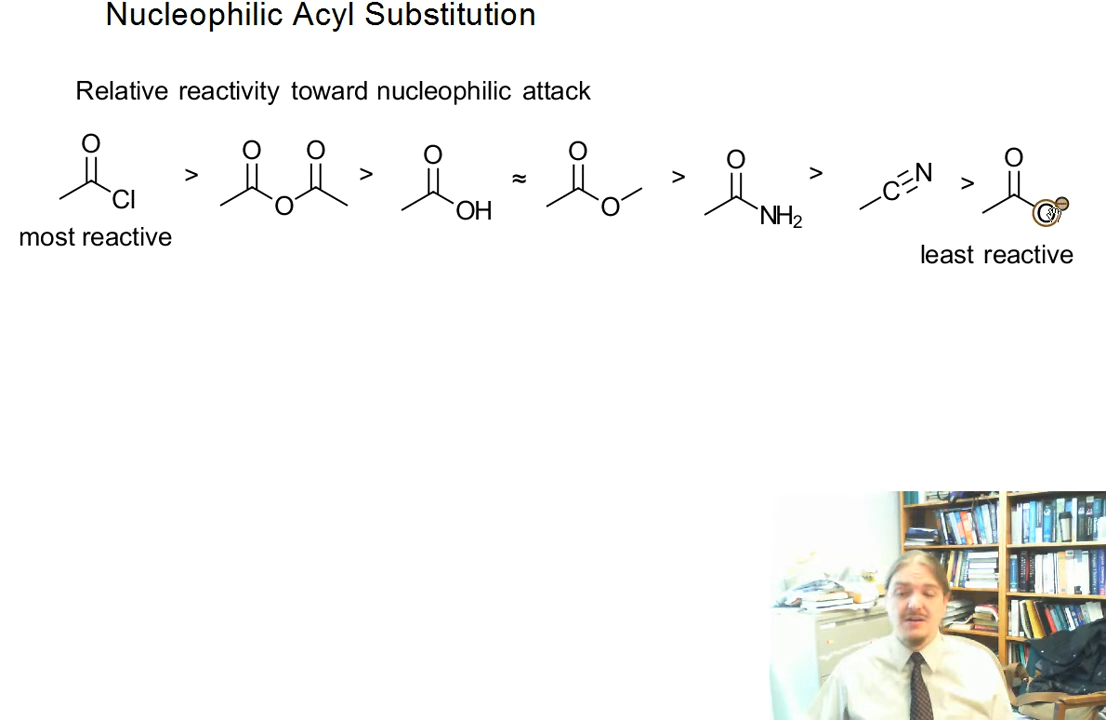 Nucleophilic Acyl Substitution
Relative reactivity toward nucleophilic attack
O Cl > O O O > O OH ≈ O O > O NH₂ > C N > O O ⊖
most reactive
least reactive